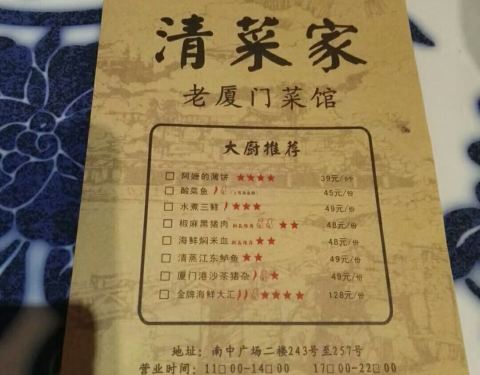 清菜家
老厦门菜馆
大厨推荐
□ 阿嬷的薄饼 ★★★★ 39元/份
□ 酸菜鱼 45元/份
□ 水煮三鲜 ★★★ 49元/份
□ 椒麻黑猪肉 ★★ 48元/份
□ 海鲜焖米血 ★★ 48元/份
□ 清蒸江东鲈鱼 ★★ 49元/份
□ 厦门港沙茶猪杂 ★ 49元/份
□ 金牌海鲜大汇 ★★★★ 128元/份
地址：南中广场二楼243号至257号
营业时间：11□00-14□00 17□00-22□00